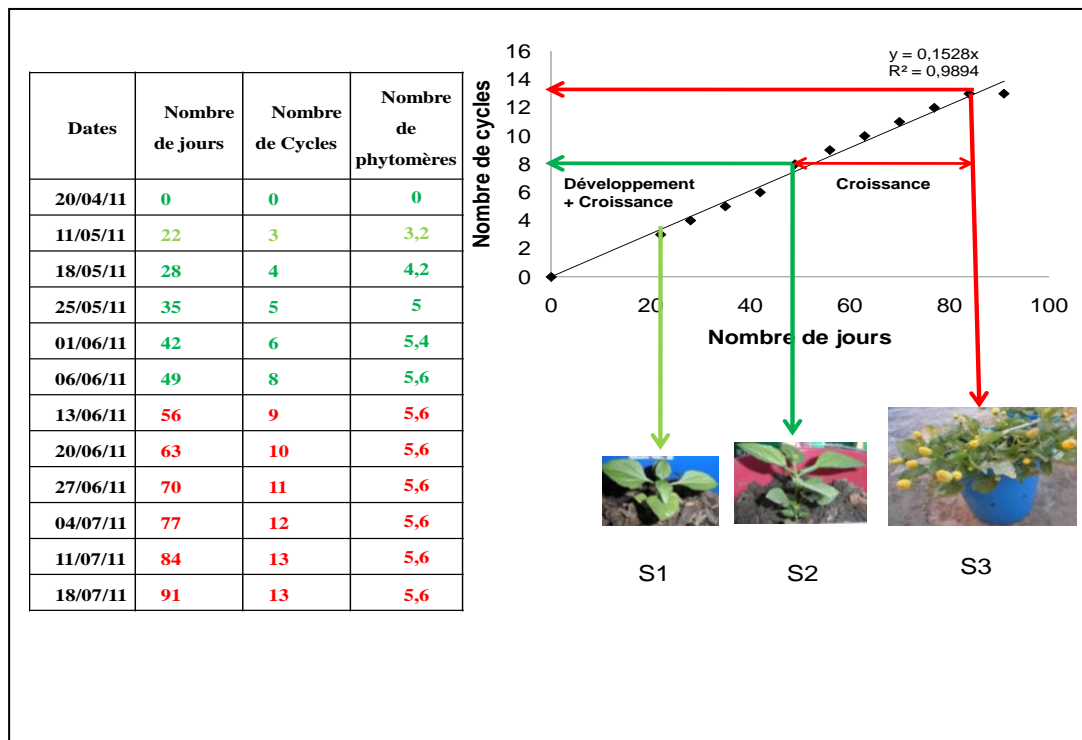 Dates
Nombre
de jours
Nombre
de Cycles
Nombre
de
phytomères
20/04/11 0 0 0
11/05/11 22 3 3,2
18/05/11 28 4 4,2
25/05/11 35 5 5
01/06/11 42 6 5,4
06/06/11 49 8 5,6
13/06/11 56 9 5,6
20/06/11 63 10 5,6
27/06/11 70 11 5,6
04/07/11 77 12 5,6
11/07/11 84 13 5,6
18/07/11 91 13 5,6
Nombre de cycles
16
14
12
10
8
6
4
2
0
y = 0,1528x
R² = 0,9894
Développement
+ Croissance
Croissance
0 20 40 60 80 100
Nombre de jours
S1
S2
S3